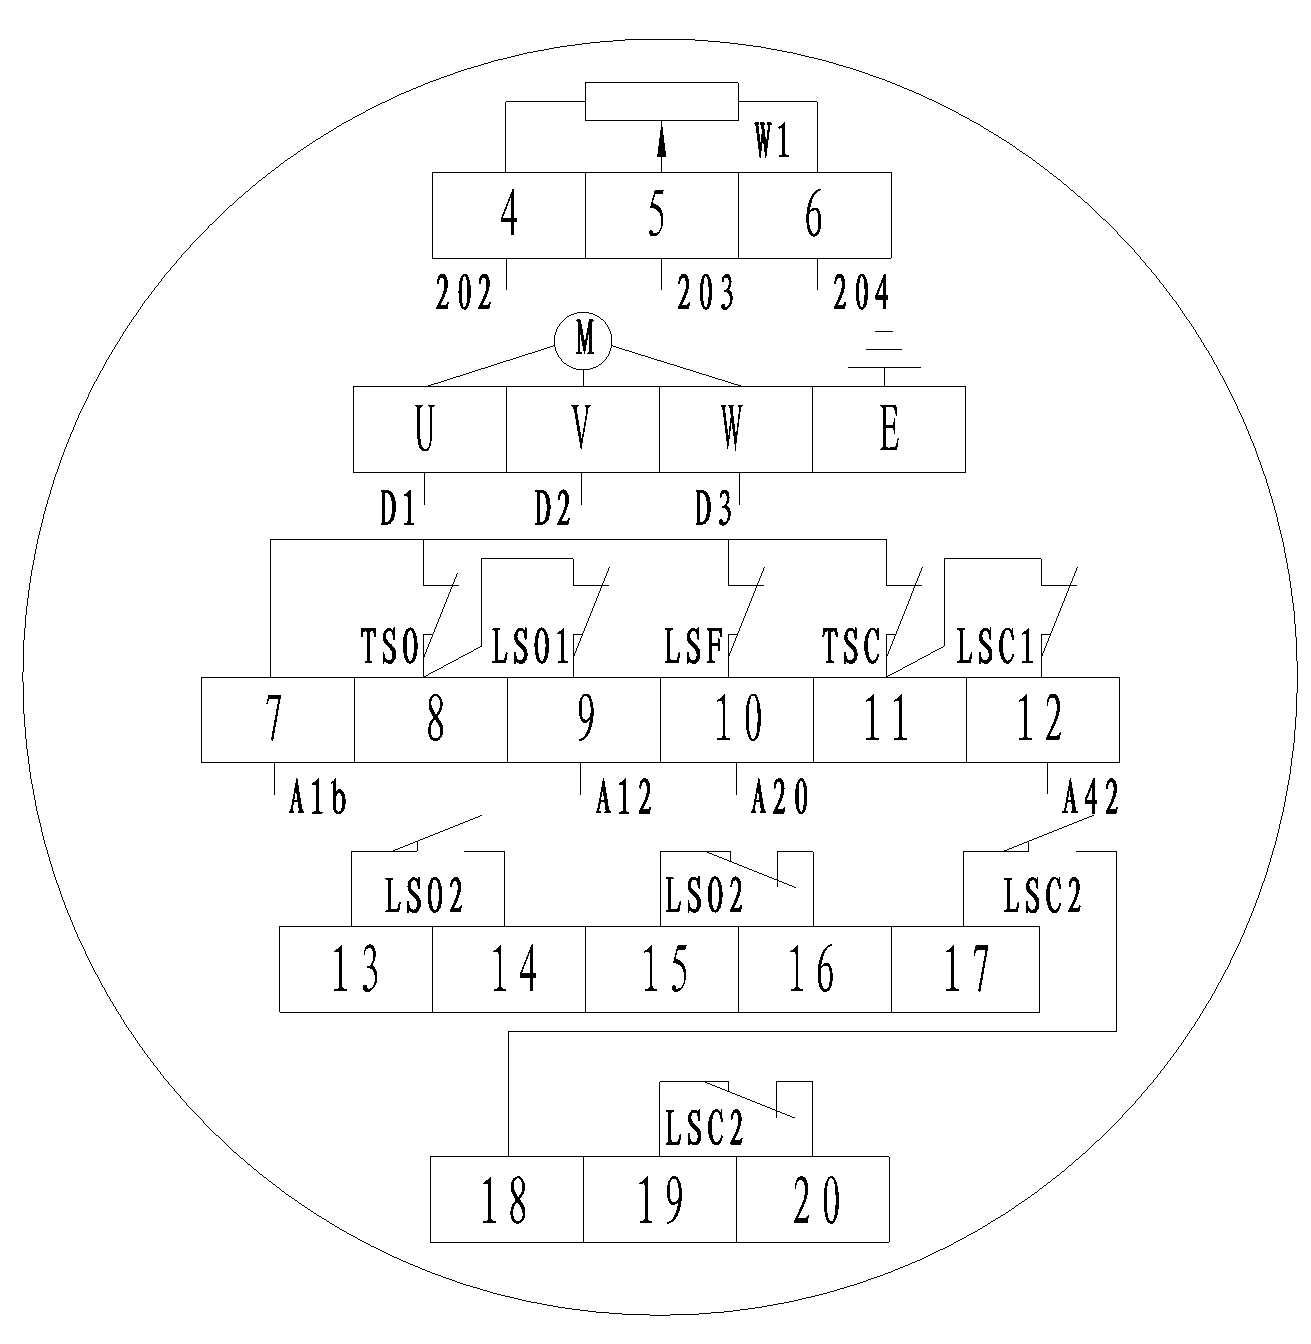 W1
4 5 6
202 203 204
M
U V W E
D1 D2 D3
TSO LSO1 LSF TSC LSC1
7 8 9 10 11 12
A1b A12 A20 A42
LSO2 LSO2 LSC2
13 14 15 16 17
LSC2
18 19 20